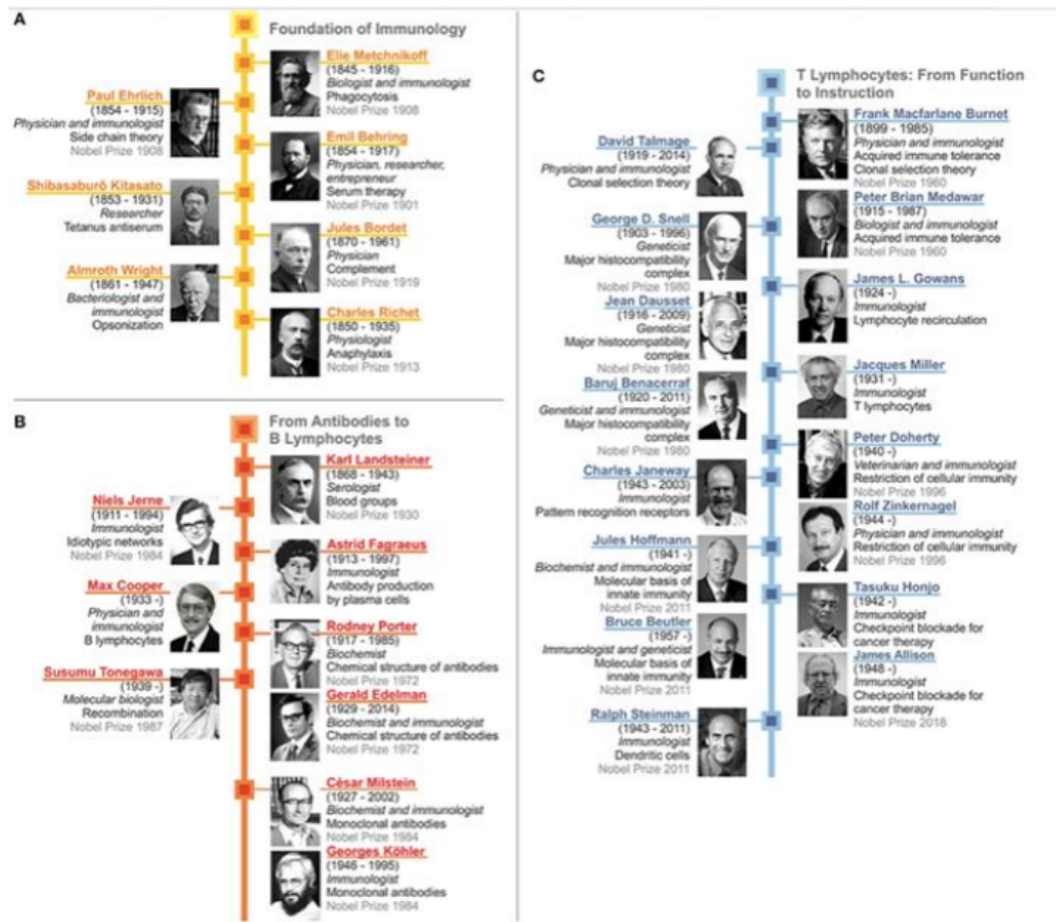 A
Foundation of Immunology
Elie Metchnikoff
(1845 - 1916)
Biologist and immunologist
Phagocytosis
Nobel Prize 1908
Paul Ehrlich
(1854 - 1915)
Physician and immunologist
Side chain theory
Nobel Prize 1908
Emil Behring
(1854 - 1917)
Physician, researcher,
entrepreneur
Serum therapy
Nobel Prize 1901
Shibasaburō Kitasato
(1853 - 1931)
Researcher
Tetanus antiserum
Jules Bordet
(1870 - 1961)
Physician
Complement
Nobel Prize 1919
Almroth Wright
(1861 - 1947)
Bacteriologist and
immunologist
Opsonization
Charles Richet
(1850 - 1935)
Physiologist
Anaphylaxis
Nobel Prize 1913
B
From Antibodies to
B Lymphocytes
Karl Landsteiner
(1868 - 1943)
Serologist
Blood groups
Nobel Prize 1930
Niels Jerne
(1911 - 1994)
Immunologist
Idiotypic networks
Nobel Prize 1984
Astrid Fagraeus
(1913 - 1997)
Immunologist
Antibody production
by plasma cells
Max Cooper
(1933 -)
Physician and
immunologist
B lymphocytes
Rodney Porter
(1917 - 1985)
Biochemist
Chemical structure of antibodies
Nobel Prize 1972
Susumu Tonegawa
(1939 -)
Molecular biologist
Recombination
Nobel Prize 1987
Gerald Edelman
(1929 - 2014)
Biochemist and immunologist
Chemical structure of antibodies
Nobel Prize 1972
César Milstein
(1927 - 2002)
Biochemist and immunologist
Monoclonal antibodies
Nobel Prize 1984
Georges Köhler
(1946 - 1995)
Immunologist
Monoclonal antibodies
Nobel Prize 1984
C
T Lymphocytes: From Function
to Instruction
Frank Macfarlane Burnet
(1899 - 1985)
Physician and immunologist
Acquired immune tolerance
Clonal selection theory
Nobel Prize 1960
David Talmage
(1919 - 2014)
Physician and immunologist
Clonal selection theory
Peter Brian Medawar
(1915 - 1987)
Biologist and immunologist
Acquired immune tolerance
Nobel Prize 1960
George D. Snell
(1903 - 1996)
Geneticist
Major histocompatibility
complex
Nobel Prize 1980
James L. Gowans
(1924 -)
Immunologist
Lymphocyte recirculation
Jean Dausset
(1916 - 2009)
Geneticist
Major histocompatibility
complex
Nobel Prize 1980
Jacques Miller
(1931 -)
Immunologist
T lymphocytes
Baruj Benacerraf
(1920 - 2011)
Geneticist and immunologist
Major histocompatibility
complex
Nobel Prize 1980
Peter Doherty
(1940 -)
Veterinarian and immunologist
Restriction of cellular immunity
Nobel Prize 1996
Charles Janeway
(1943 - 2003)
Immunologist
Pattern recognition receptors
Rolf Zinkernagel
(1944 -)
Physician and immunologist
Restriction of cellular immunity
Nobel Prize 1996
Jules Hoffmann
(1941 -)
Biochemist and immunologist
Molecular basis of
innate immunity
Nobel Prize 2011
Tasuku Honjo
(1942 -)
Immunologist
Checkpoint blockade for
cancer therapy
Bruce Beutler
(1957 -)
Immunologist and geneticist
Molecular basis of
innate immunity
Nobel Prize 2011
James Allison
(1948 -)
Immunologist
Checkpoint blockade for
cancer therapy
Nobel Prize 2018
Ralph Steinman
(1943 - 2011)
Immunologist
Dendritic cells
Nobel Prize 2011